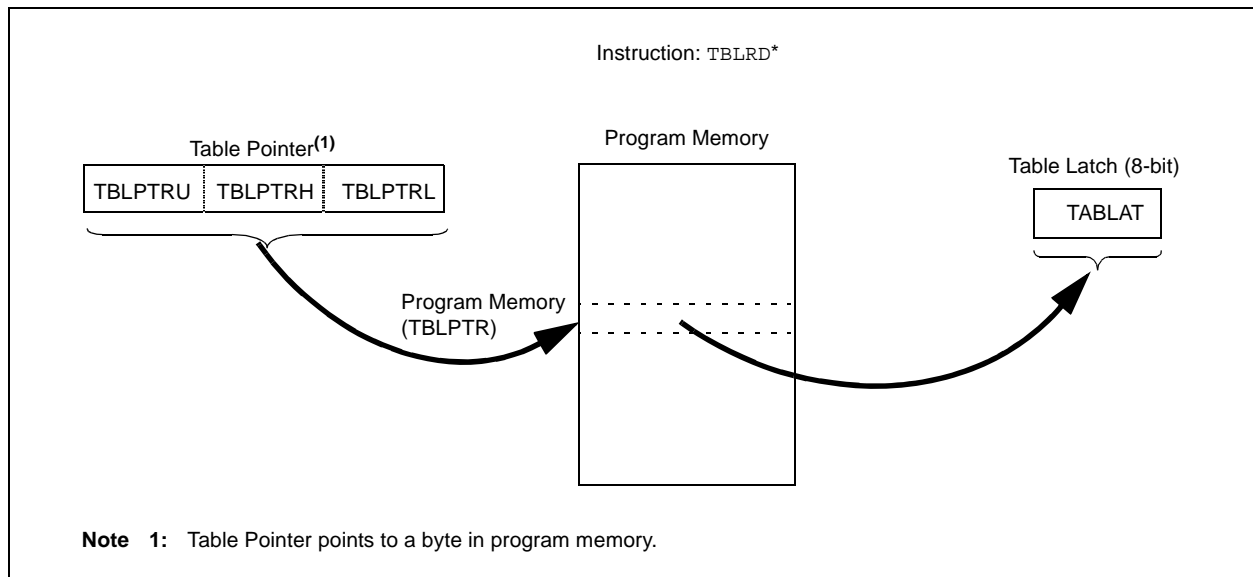 Instruction: TBLRD*
Table Pointer(1)
TBLPTRU TBLPTRH TBLPTRL
Program Memory
Table Latch (8-bit)
TABLAT
Program Memory
(TBLPTR)
Note 1: Table Pointer points to a byte in program memory.